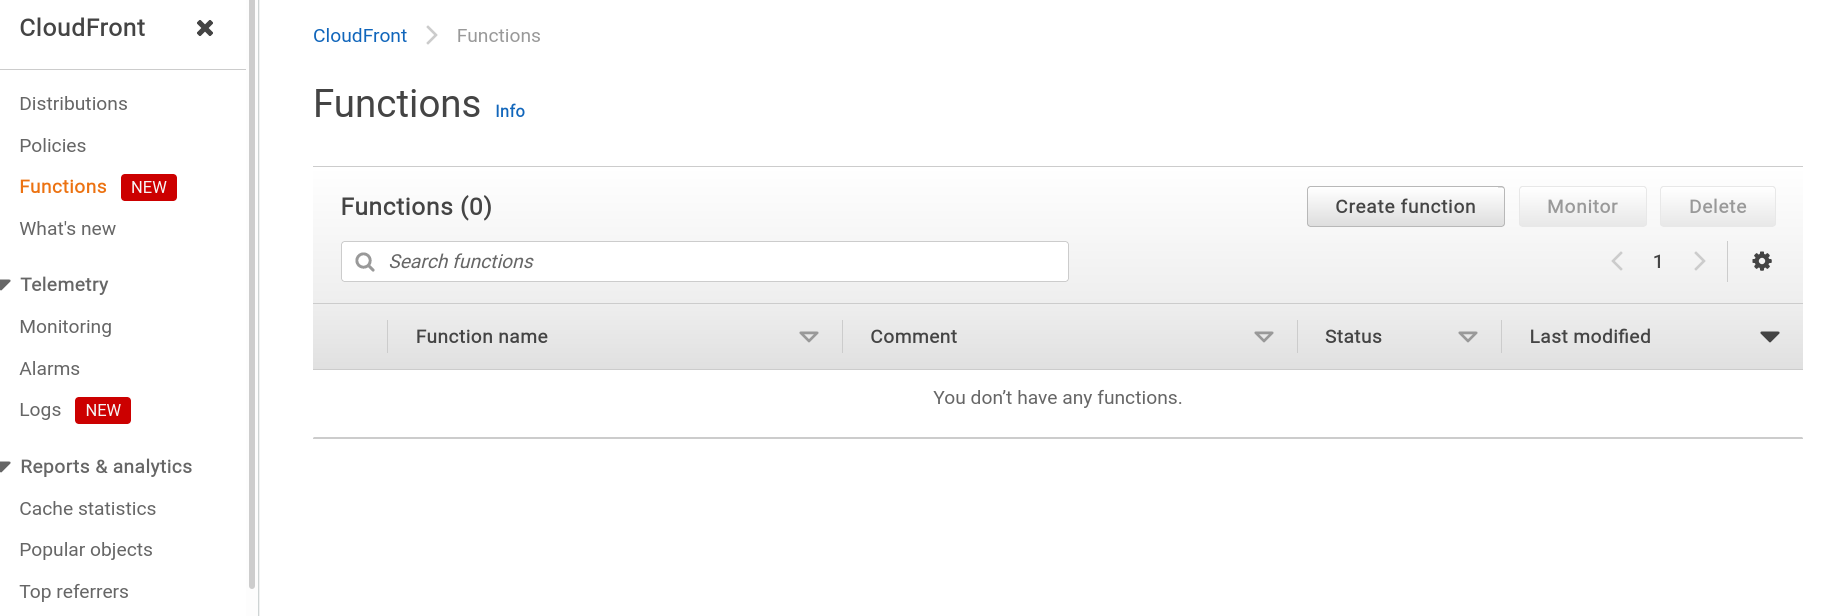 CloudFront
Distributions
Policies
Functions NEW
What's new
Telemetry
Monitoring
Alarms
Logs NEW
Reports & analytics
Cache statistics
Popular objects
Top referrers
CloudFront Functions
Functions Info
Functions (0)
Create function Monitor Delete
Search functions
1
Function name Comment Status Last modified
You don’t have any functions.